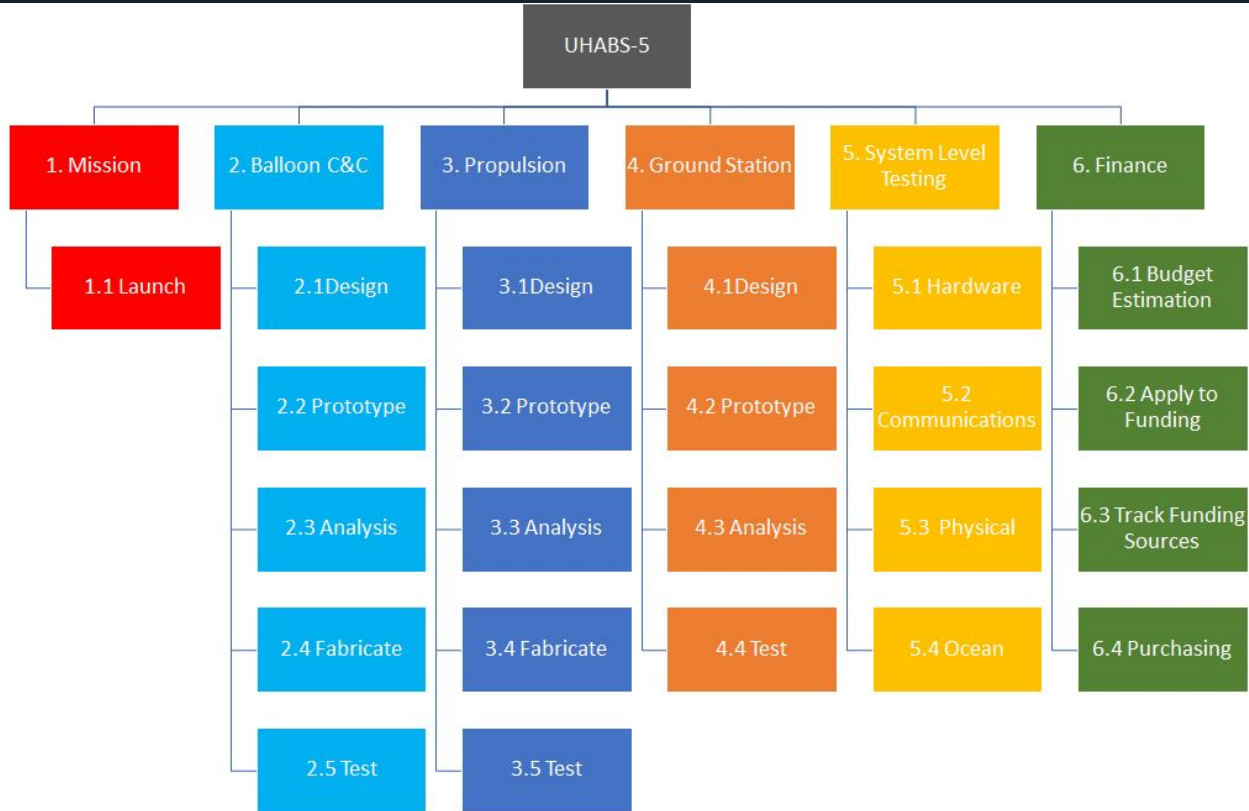 UHABS-5
1. Mission
2. Balloon C&C
3. Propulsion
4. Ground Station
5. System Level
Testing
6. Finance
1.1 Launch
2.1Design
3.1Design
4.1Design
5.1 Hardware
6.1 Budget
Estimation
2.2 Prototype
3.2 Prototype
4.2 Prototype
5.2
Communications
6.2 Apply to
Funding
2.3 Analysis
3.3 Analysis
4.3 Analysis
5.3 Physical
6.3 Track Funding
Sources
2.4 Fabricate
3.4 Fabricate
4.4 Test
5.4 Ocean
6.4 Purchasing
2.5 Test
3.5 Test